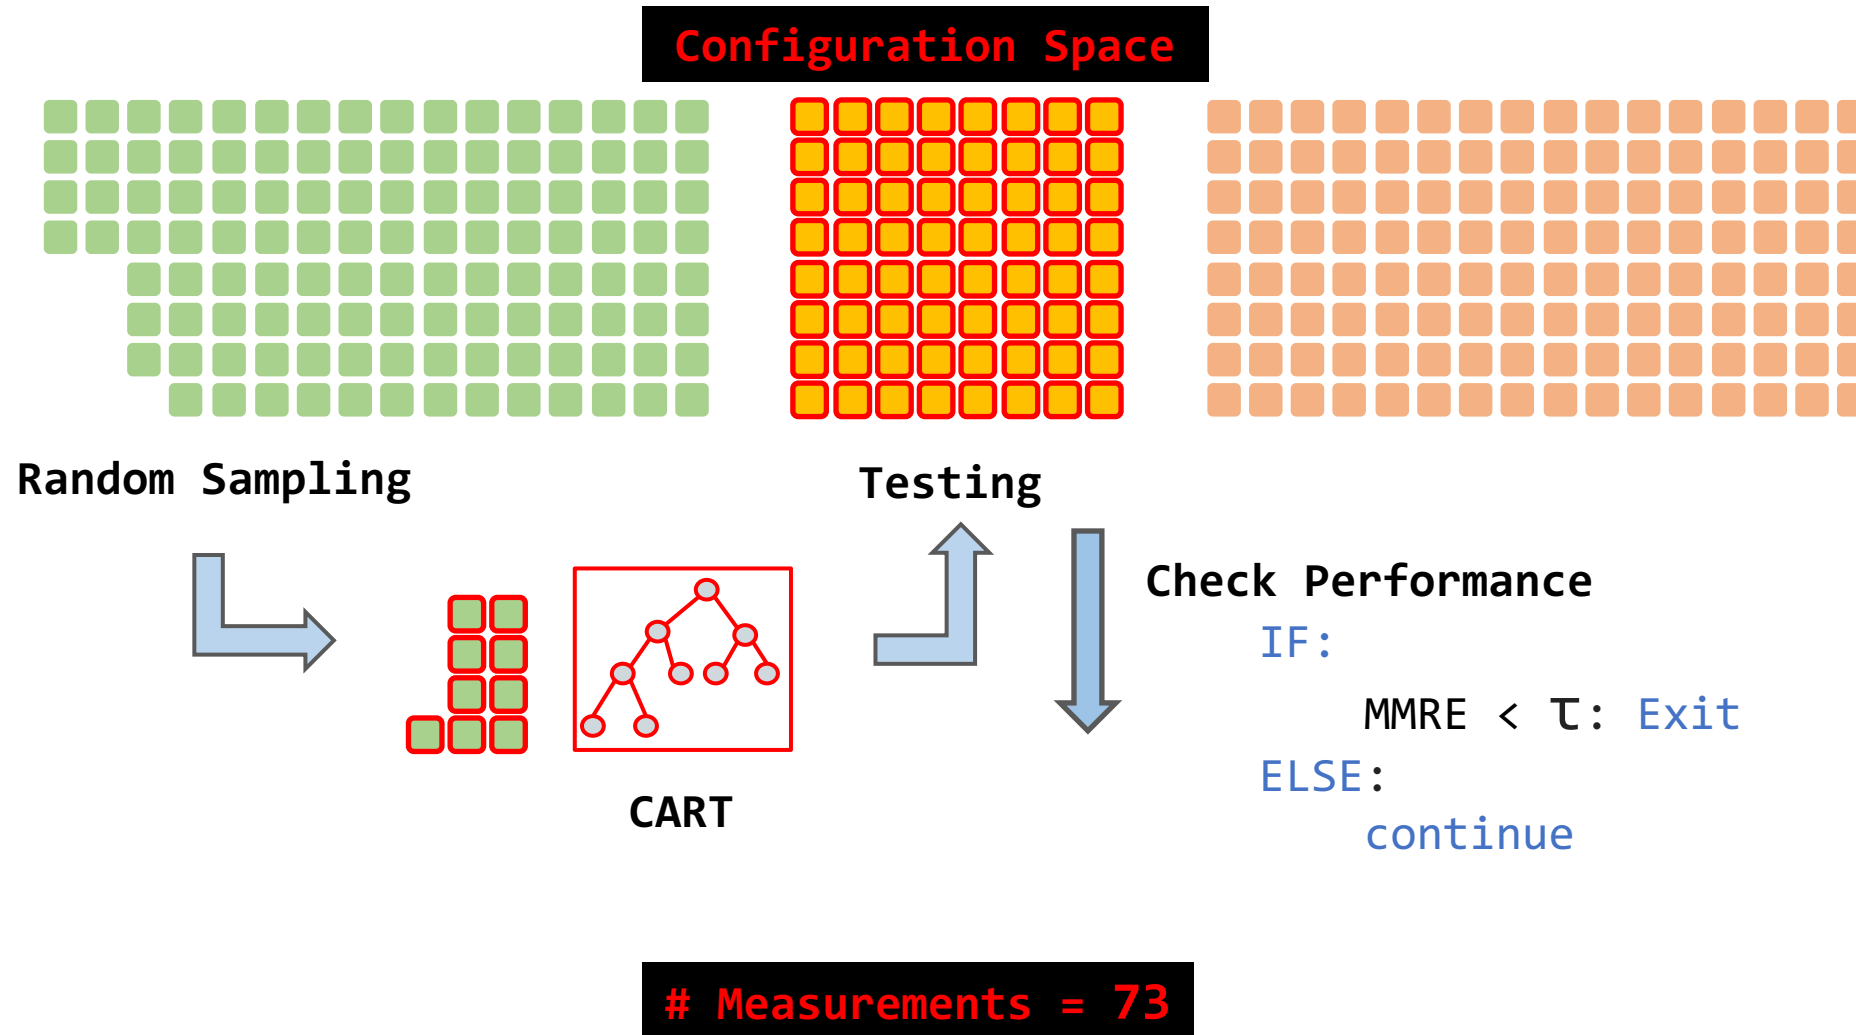 Configuration Space
Random Sampling
Testing
Check Performance
IF:
MMRE < τ: Exit
ELSE:
continue
CART
# Measurements = 73